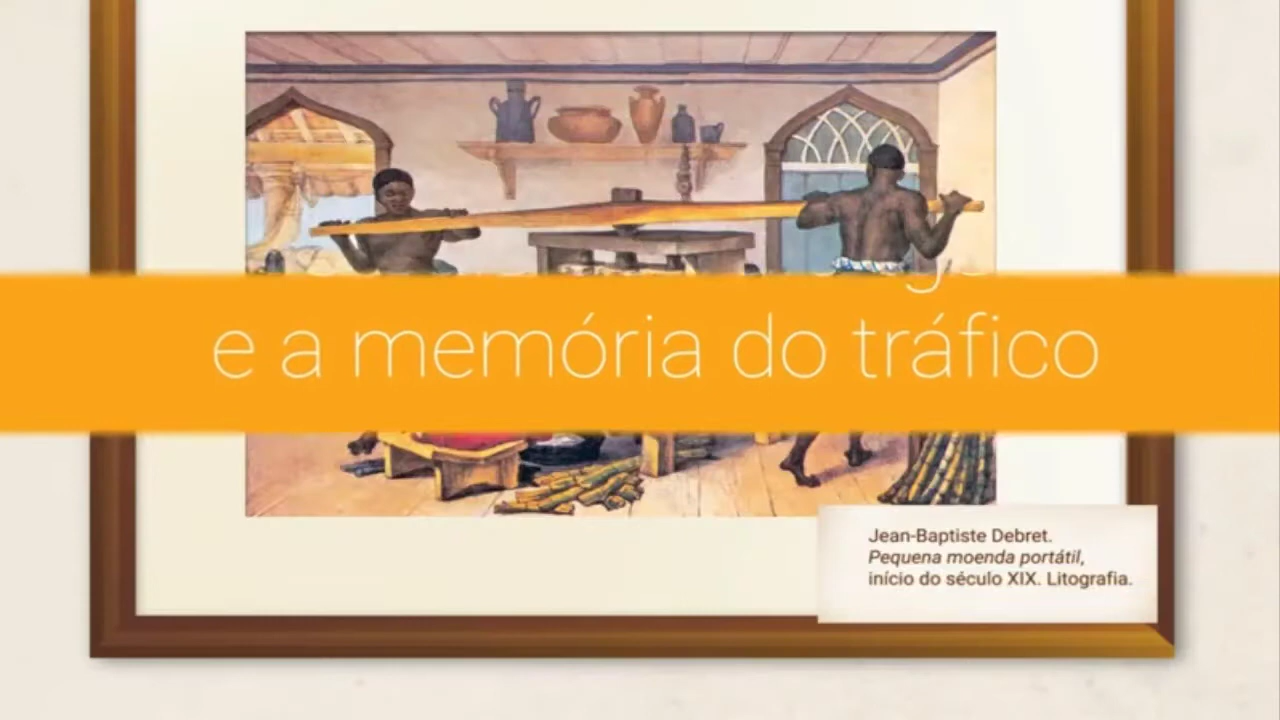 e a memória do tráfico
Jean-Baptiste Debret.
Pequena moenda portátil,
início do século XIX. Litografia.